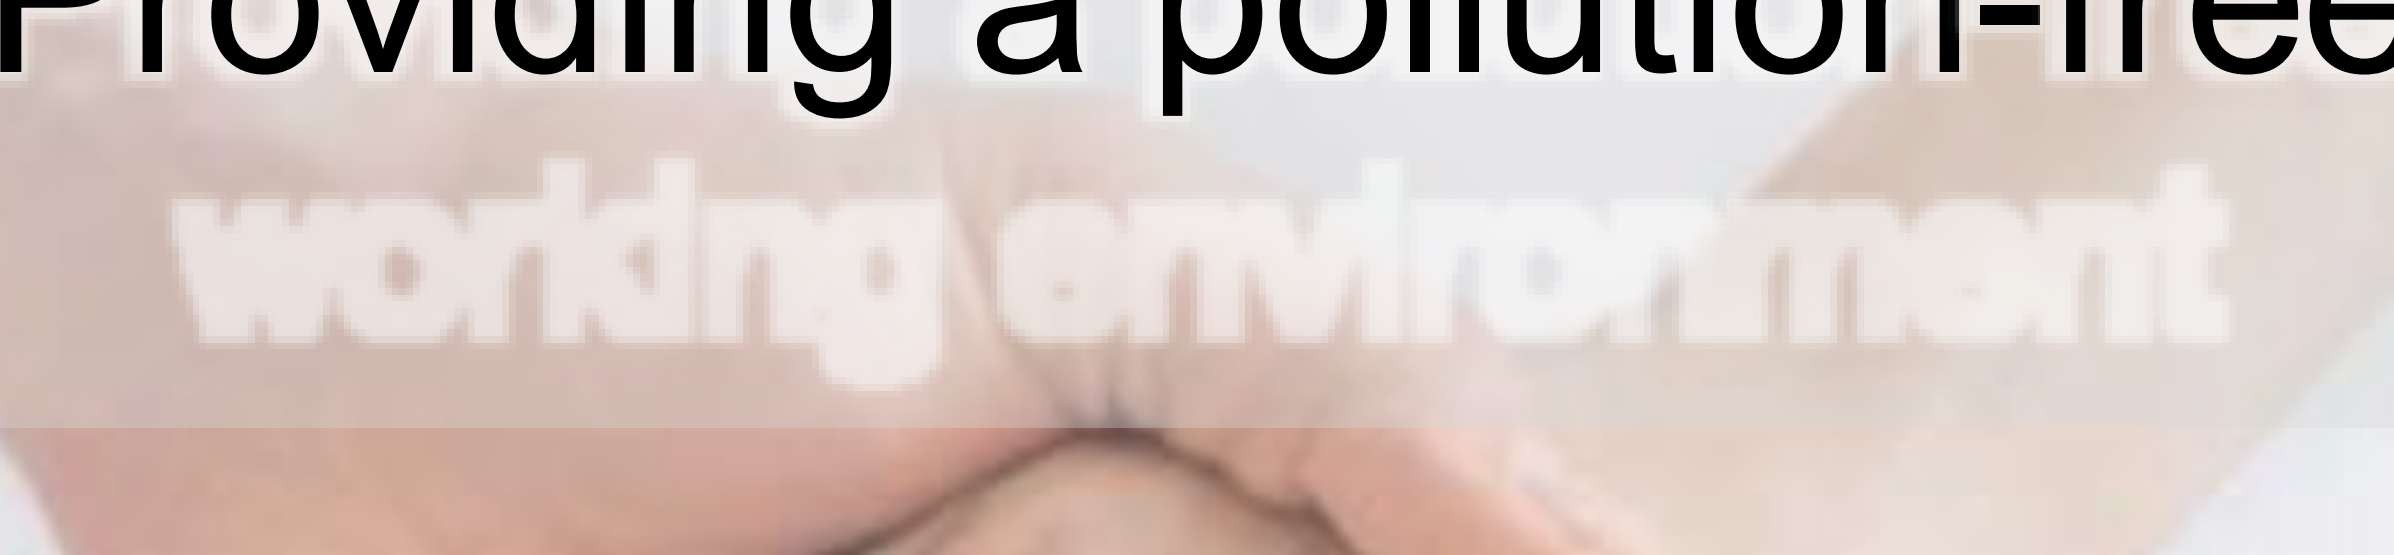 Providing a pollution-free
working environment